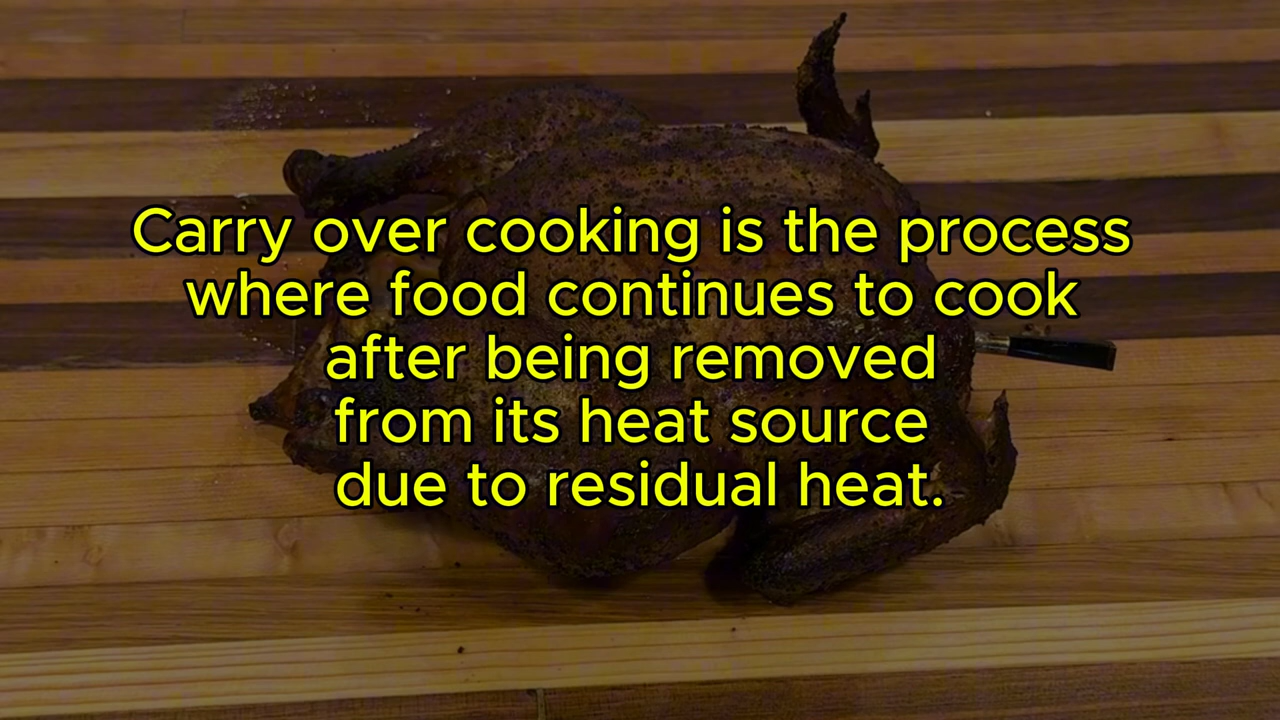 Carry over cooking is the process
where food continues to cook
after being removed
from its heat source
due to residual heat.